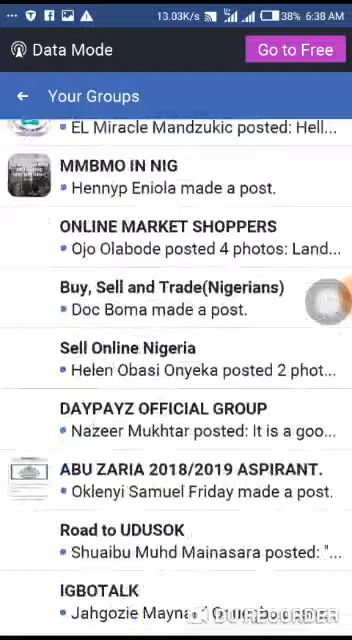 ... 13.03K/s 38% 6:38 AM
Data Mode
Go to Free
Your Groups
EL Miracle Mandzukic posted: Hell...
MMBMO IN NIG
Hennyp Eniola made a post.
ONLINE MARKET SHOPPERS
Ojo Olabode posted 4 photos: Land...
Buy, Sell and Trade(Nigerians)
Doc Boma made a post.
Sell Online Nigeria
Helen Obasi Onyeka posted 2 phot...
DAYPAYZ OFFICIAL GROUP
Nazeer Mukhtar posted: It is a goo...
ABU ZARIA 2018/2019 ASPIRANT.
Oklenyi Samuel Friday made a post.
Road to UDUSOK
Shuaibu Muhd Mainasara posted: "...
IGBOTALK
Jahgozie Mayna
DU RECORDER